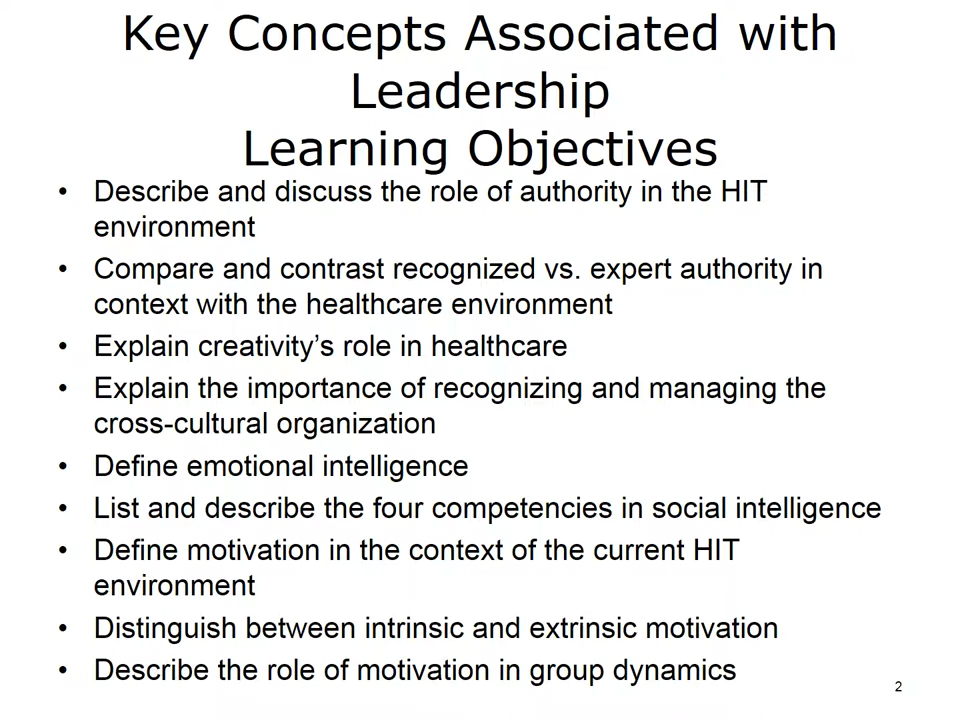 Key Concepts Associated with
Leadership
Learning Objectives
• Describe and discuss the role of authority in the HIT
environment
• Compare and contrast recognized vs. expert authority in
context with the healthcare environment
• Explain creativity’s role in healthcare
• Explain the importance of recognizing and managing the
cross-cultural organization
• Define emotional intelligence
• List and describe the four competencies in social intelligence
• Define motivation in the context of the current HIT
environment
• Distinguish between intrinsic and extrinsic motivation
• Describe the role of motivation in group dynamics
2